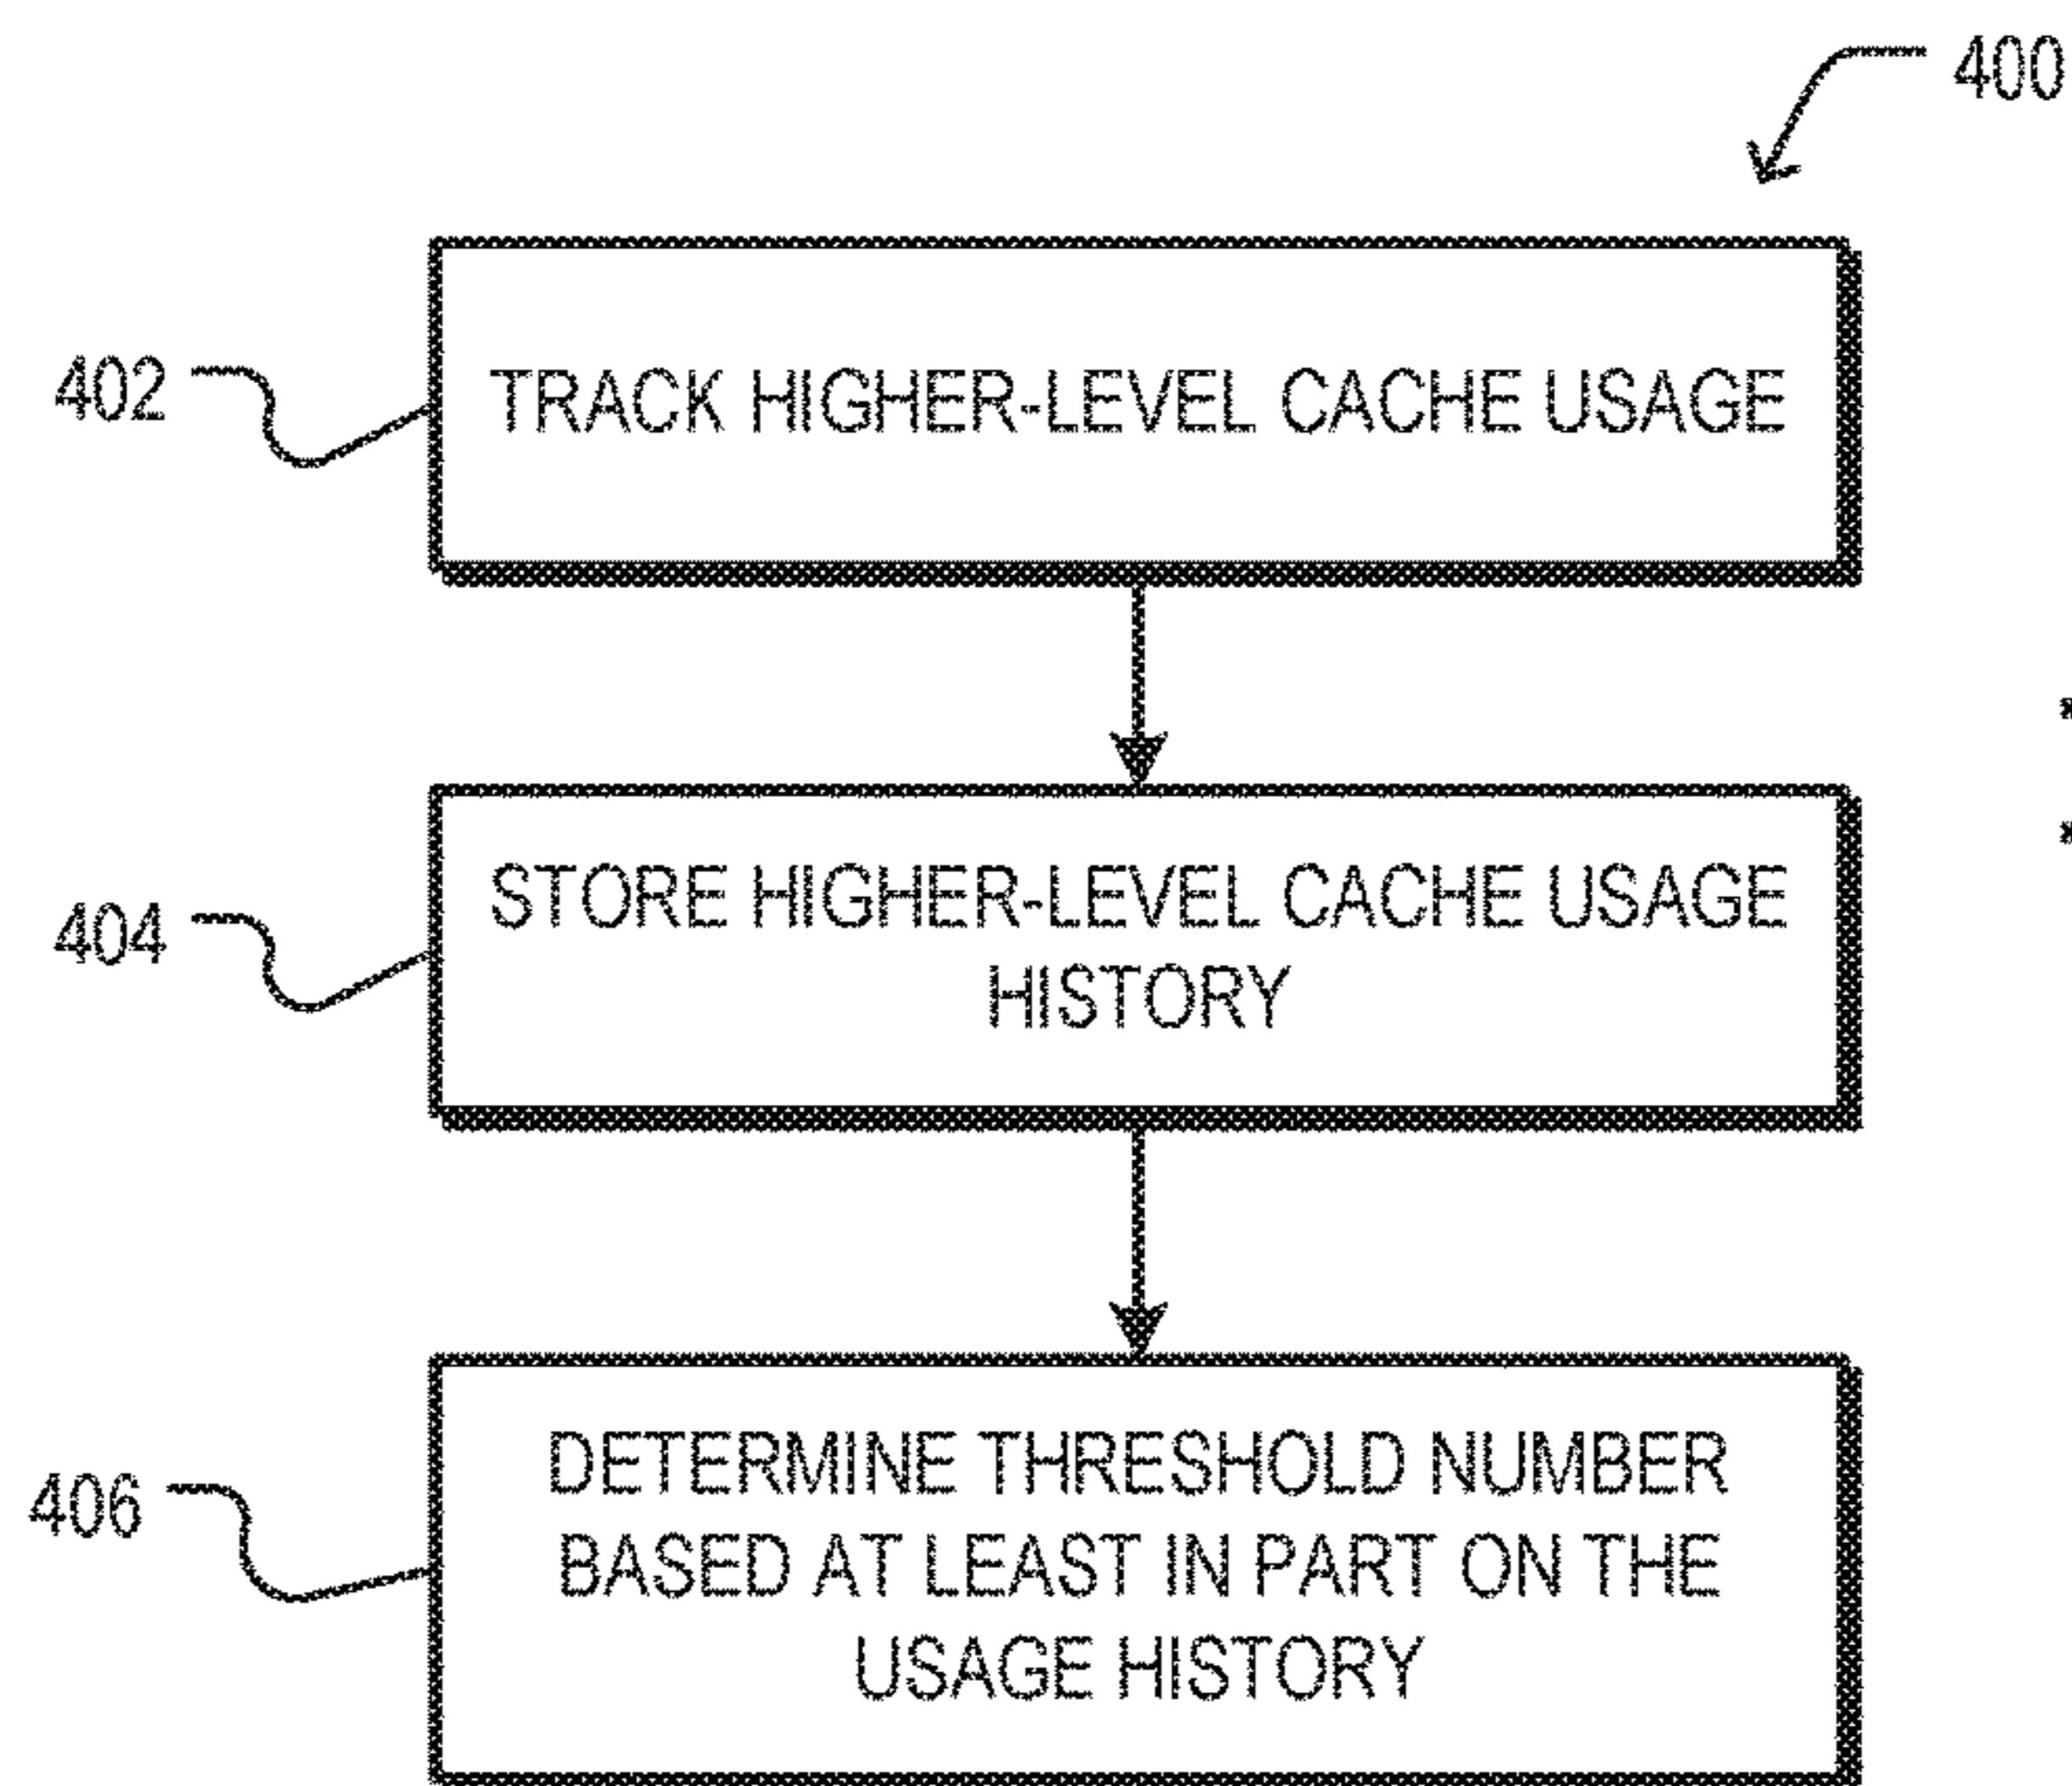 400
402
TRACK HIGHER-LEVEL CACHE USAGE
404
STORE HIGHER-LEVEL CACHE USAGE
HISTORY
406
DETERMINE THRESHOLD NUMBER
BASED AT LEAST IN PART ON THE
USAGE HISTORY